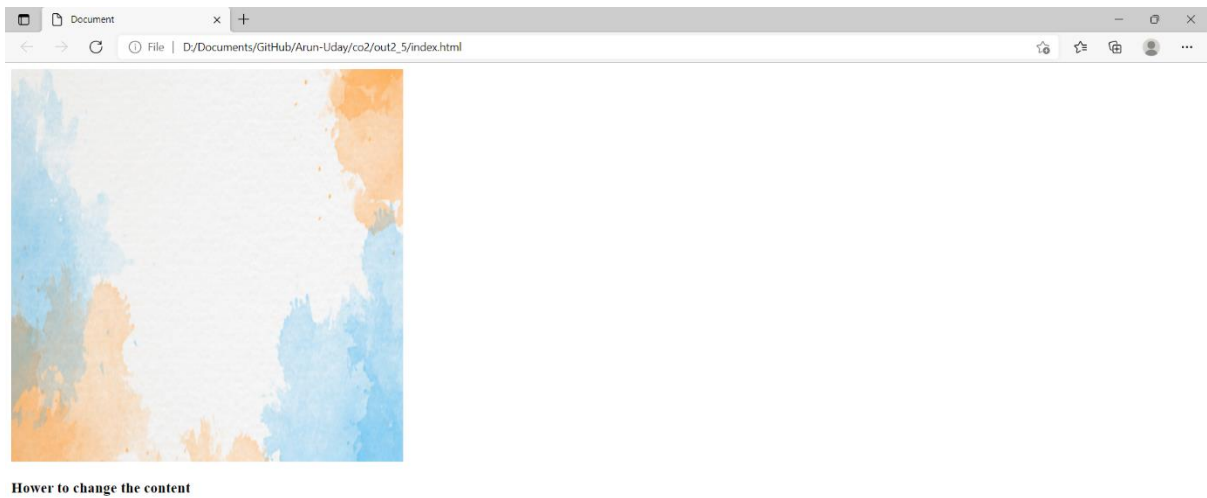 Document
File | D:/Documents/GitHub/Arun-Uday/co2/out2_5/index.html
Hower to change the content